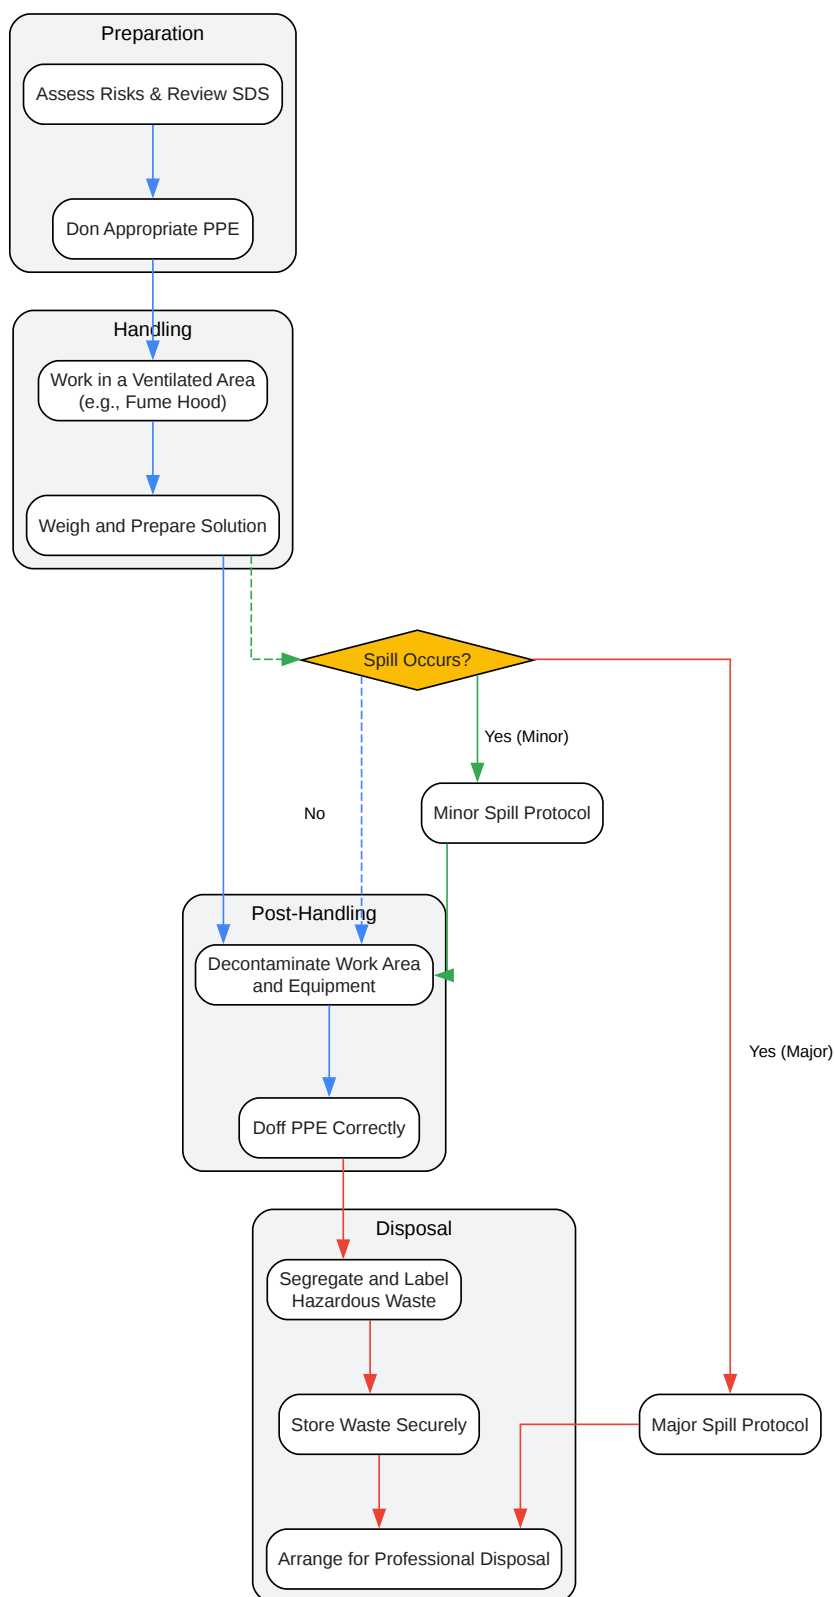 Preparation
Assess Risks & Review SDS
Don Appropriate PPE
Handling
Work in a Ventilated Area
(e.g., Fume Hood)
Weigh and Prepare Solution
Spill Occurs?
Yes (Minor)
No
Minor Spill Protocol
Post-Handling
Decontaminate Work Area
and Equipment
Yes (Major)
Doff PPE Correctly
Disposal
Segregate and Label
Hazardous Waste
Store Waste Securely
Major Spill Protocol
Arrange for Professional Disposal